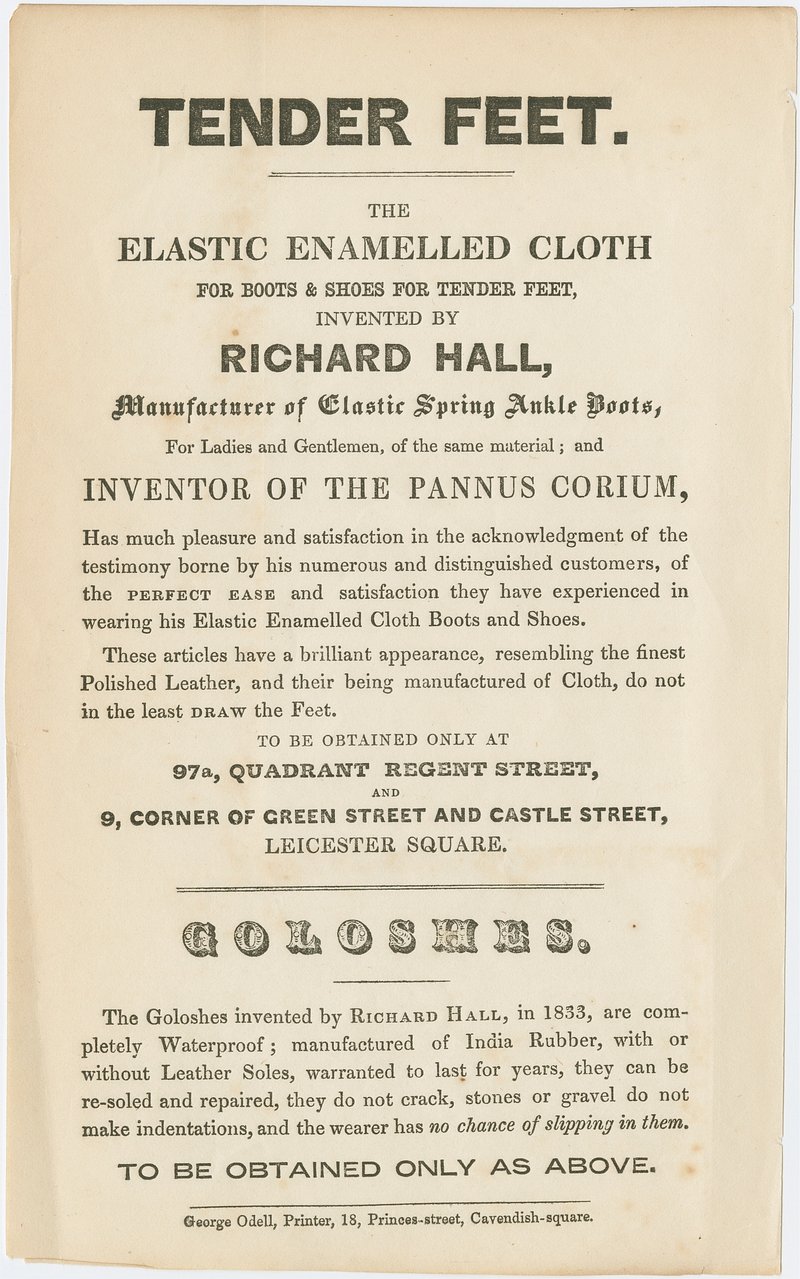 TENDER FEET.
THE
ELASTIC ENAMELLED CLOTH
FOR BOOTS & SHOES FOR TENDER FEET,
INVENTED BY
RICHARD HALL,
Manufacturer of Elastic Spring Ankle Boots,
For Ladies and Gentlemen, of the same material; and
INVENTOR OF THE PANNUS CORIUM,
Has much pleasure and satisfaction in the acknowledgment of the
testimony borne by his numerous and distinguished customers, of
the PERFECT EASE and satisfaction they have experienced in
wearing his Elastic Enamelled Cloth Boots and Shoes.
These articles have a brilliant appearance, resembling the finest
Polished Leather, and their being manufactured of Cloth, do not
in the least DRAW the Feet.
TO BE OBTAINED ONLY AT
97a, QUADRANT REGENT STREET,
AND
9, CORNER OF GREEN STREET AND CASTLE STREET,
LEICESTER SQUARE.
GOLOSHES.
The Goloshes invented by RICHARD HALL, in 1833, are com-
pletely Waterproof; manufactured of India Rubber, with or
without Leather Soles, warranted to last for years, they can be
re-soled and repaired, they do not crack, stones or gravel do not
make indentations, and the wearer has no chance of slipping in them.
TO BE OBTAINED ONLY AS ABOVE.
George Odell, Printer, 18, Princes-street, Cavendish-square.